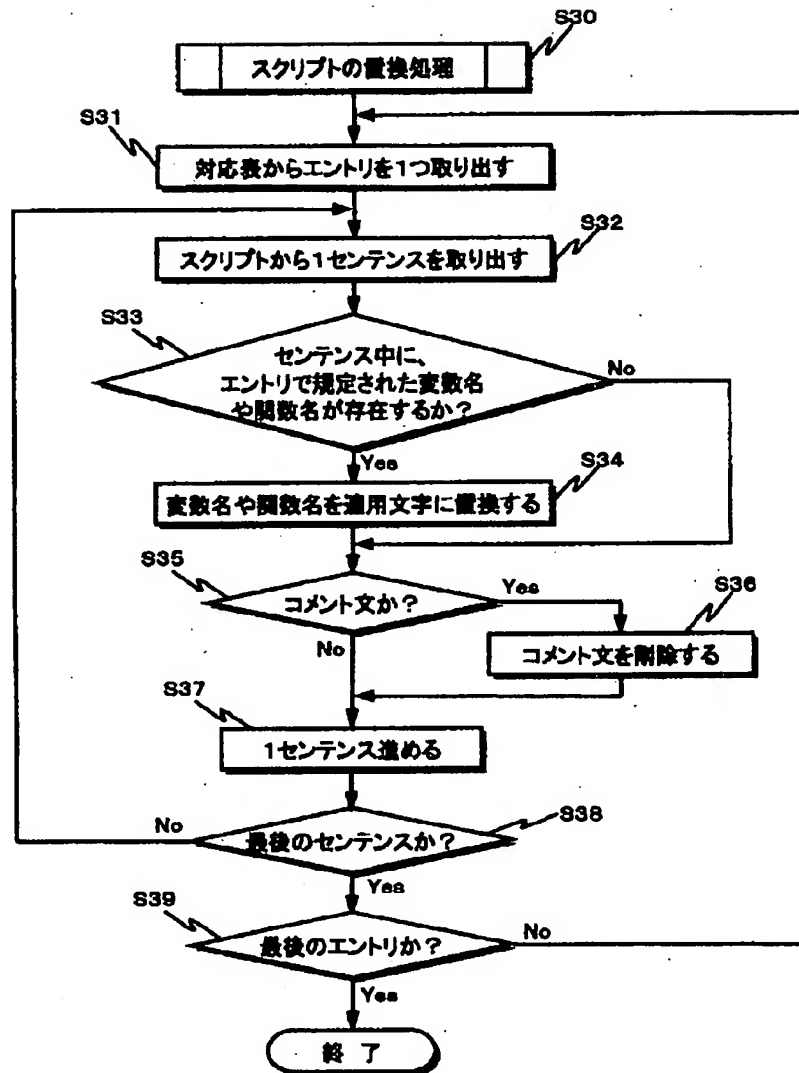 S30
スクリプトの置換処理
S31
対応表からエントリを1つ取り出す
S32
スクリプトから1センテンスを取り出す
S33
センテンス中に、
エントリで規定された変数名
や関数名が存在するか?
No
Yes
S34
変数名や関数名を適用文字に置換する
S35
コメント文か?
Yes
S36
No
コメント文を削除する
S37
1センテンス進める
No
最後のセンテンスか?
S38
Yes
S39
最後のエントリか?
No
Yes
終 了